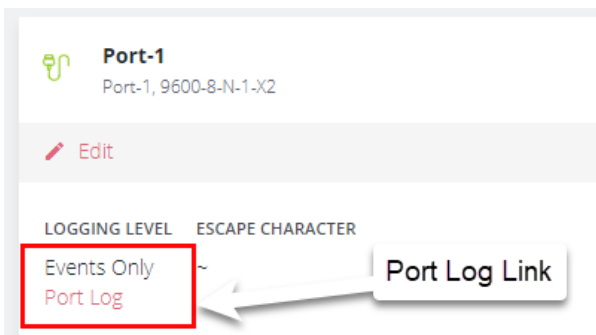 Port-1
Port-1, 9600-8-N-1-X2
Edit
LOGGING LEVEL ESCAPE CHARACTER
Events Only ~
Port Log
Port Log Link